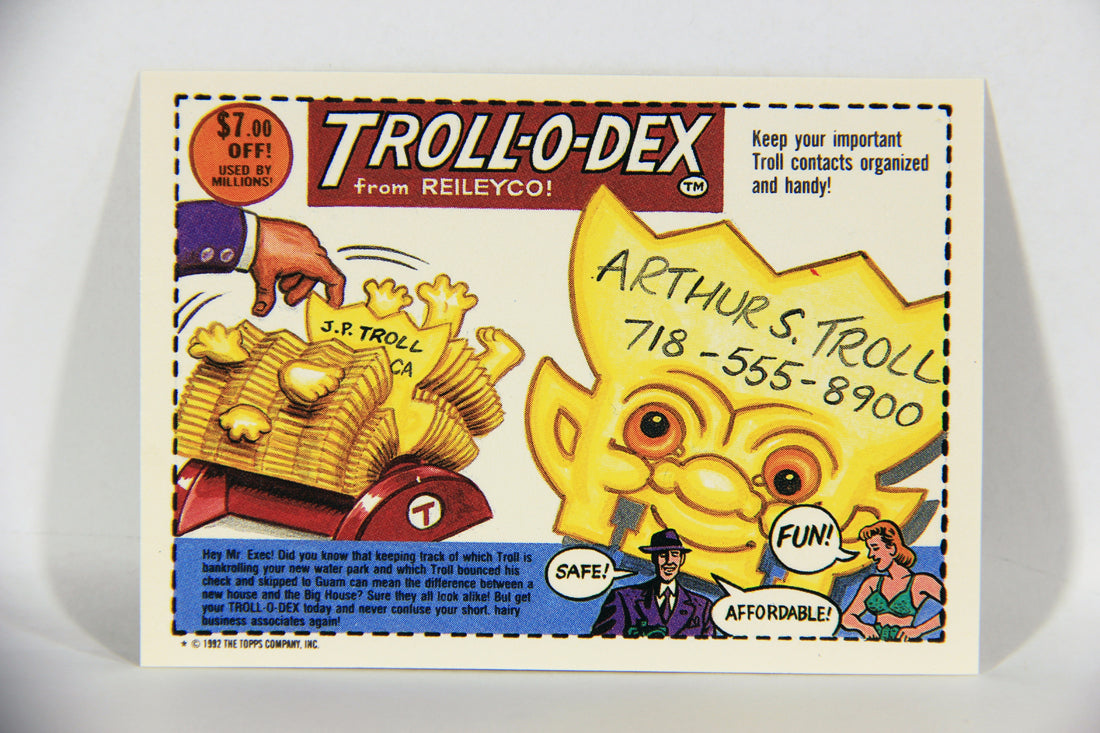 $7.00
OFF!
USED BY
MILLIONS!
TROLL-O-DEX
from REILEYCO!
TM
Keep your important
Troll contacts organized
and handy!
J.P. TROLL
CA
ARTHUR S. TROLL
718-555-8900
T
Hey Mr. Exec! Did you know that keeping track of which Troll is
bankrolling your new water park and which Troll bounced his
check and skipped to Guam can mean the difference between a
new house and the Big House? Sure they all look alike! But get
your TROLL-O-DEX today and never confuse your short, hairy
business associates again!
SAFE!
FUN!
AFFORDABLE!
* © 1992 THE TOPPS COMPANY, INC.